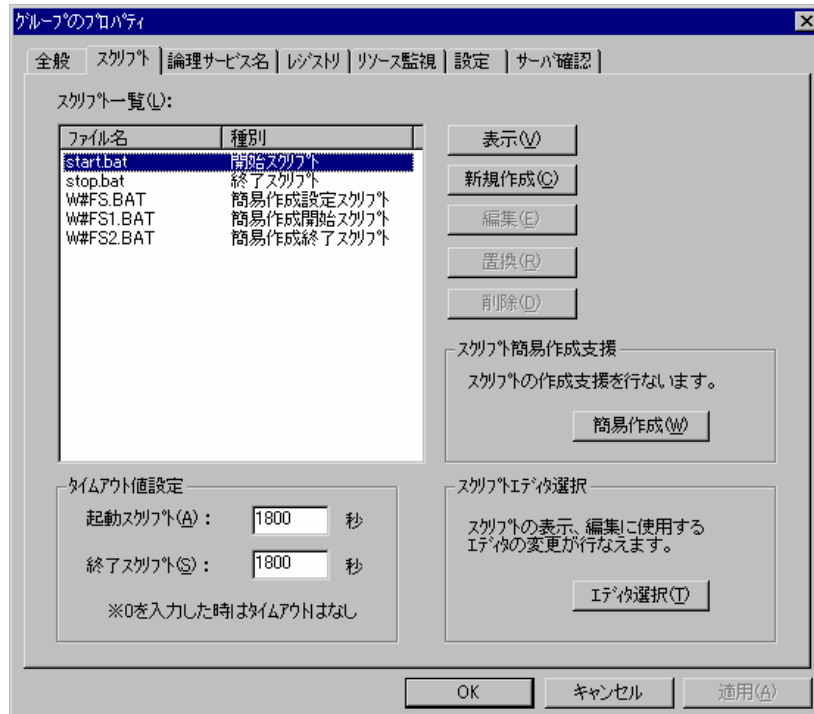 ｸﾞﾙｰﾌﾟのﾌﾟﾛﾊﾟﾃｨ
全般 ｽｸﾘﾌﾟﾄ 論理ｻｰﾋﾞｽ名 ﾚｼﾞｽﾄﾘ ﾘｿｰｽ監視 設定 ｻｰﾊﾞ確認
ｽｸﾘﾌﾟﾄ一覧(L):
ファイル名 種別
start.bat 開始ｽｸﾘﾌﾟﾄ
stop.bat 終了ｽｸﾘﾌﾟﾄ
W#FS.BAT 簡易作成設定ｽｸﾘﾌﾟﾄ
W#FS1.BAT 簡易作成開始ｽｸﾘﾌﾟﾄ
W#FS2.BAT 簡易作成終了ｽｸﾘﾌﾟﾄ
表示(V)
新規作成(C)
編集(E)
置換(R)
削除(D)
ｽｸﾘﾌﾟﾄ簡易作成支援
ｽｸﾘﾌﾟﾄの作成支援を行ないます。
簡易作成(W)
ﾀｲﾑｱｳﾄ値設定
起動ｽｸﾘﾌﾟﾄ(A)： 1800 秒
終了ｽｸﾘﾌﾟﾄ(S)： 1800 秒
※0を入力した時はﾀｲﾑｱｳﾄはなし
ｽｸﾘﾌﾟﾄｴﾃﾞｨﾀ選択
ｽｸﾘﾌﾟﾄの表示、編集に使用する
ｴﾃﾞｨﾀの変更が行なえます。
ｴﾃﾞｨﾀ選択(T)
OK キャンセル 適用(A)